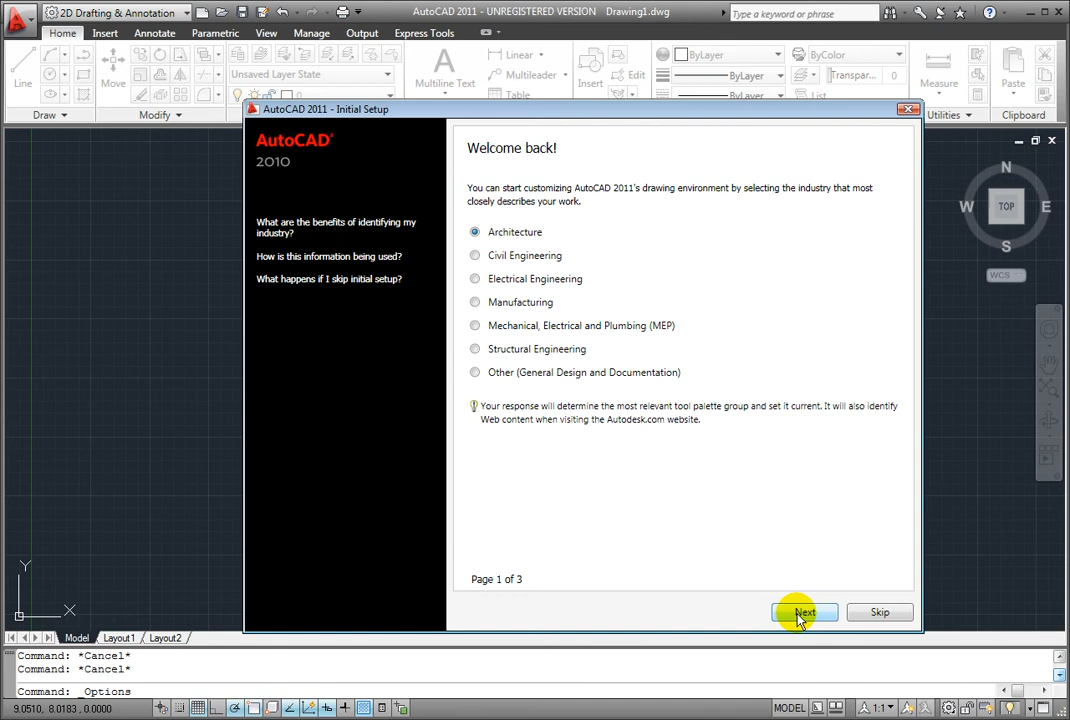 2D Drafting & Annotation
AutoCAD 2011 - UNREGISTERED VERSION Drawing1.dwg
Type a keyword or phrase
Home Insert Annotate Parametric View Manage Output Express Tools
Line
Move
Unsaved Layer State
0
Multiline Text
Linear
Multileader
Table
Insert
Edit
ByLayer
ByLayer
ByLayer
ByColor
Transpar... 0
List
Measure
Paste
Draw
Modify
Utilities
Clipboard
AutoCAD 2011 - Initial Setup
AutoCAD®
2010
What are the benefits of identifying my
industry?
How is this information being used?
What happens if I skip initial setup?
Welcome back!
You can start customizing AutoCAD 2011's drawing environment by selecting the industry that most
closely describes your work.
Architecture
Civil Engineering
Electrical Engineering
Manufacturing
Mechanical, Electrical and Plumbing (MEP)
Structural Engineering
Other (General Design and Documentation)
Your response will determine the most relevant tool palette group and set it current. It will also identify
Web content when visiting the Autodesk.com website.
Page 1 of 3
Next
Skip
N
W TOP E
S
WCS
Y
X
Model Layout1 Layout2
Command: *Cancel*
Command: *Cancel*
Command: _Options
9.0510, 8.0183, 0.0000
MODEL
1:1